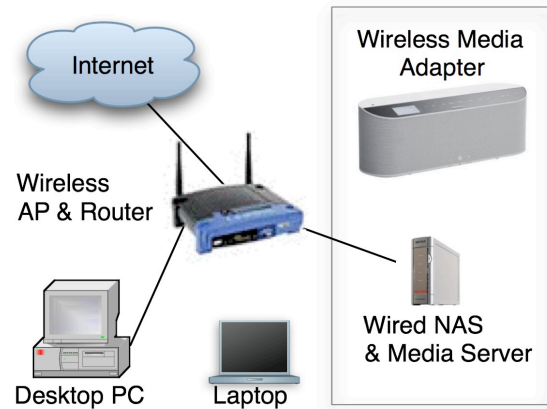 Internet
Wireless Media
Adapter
Wireless
AP & Router
Wired NAS
& Media Server
Desktop PC
Laptop